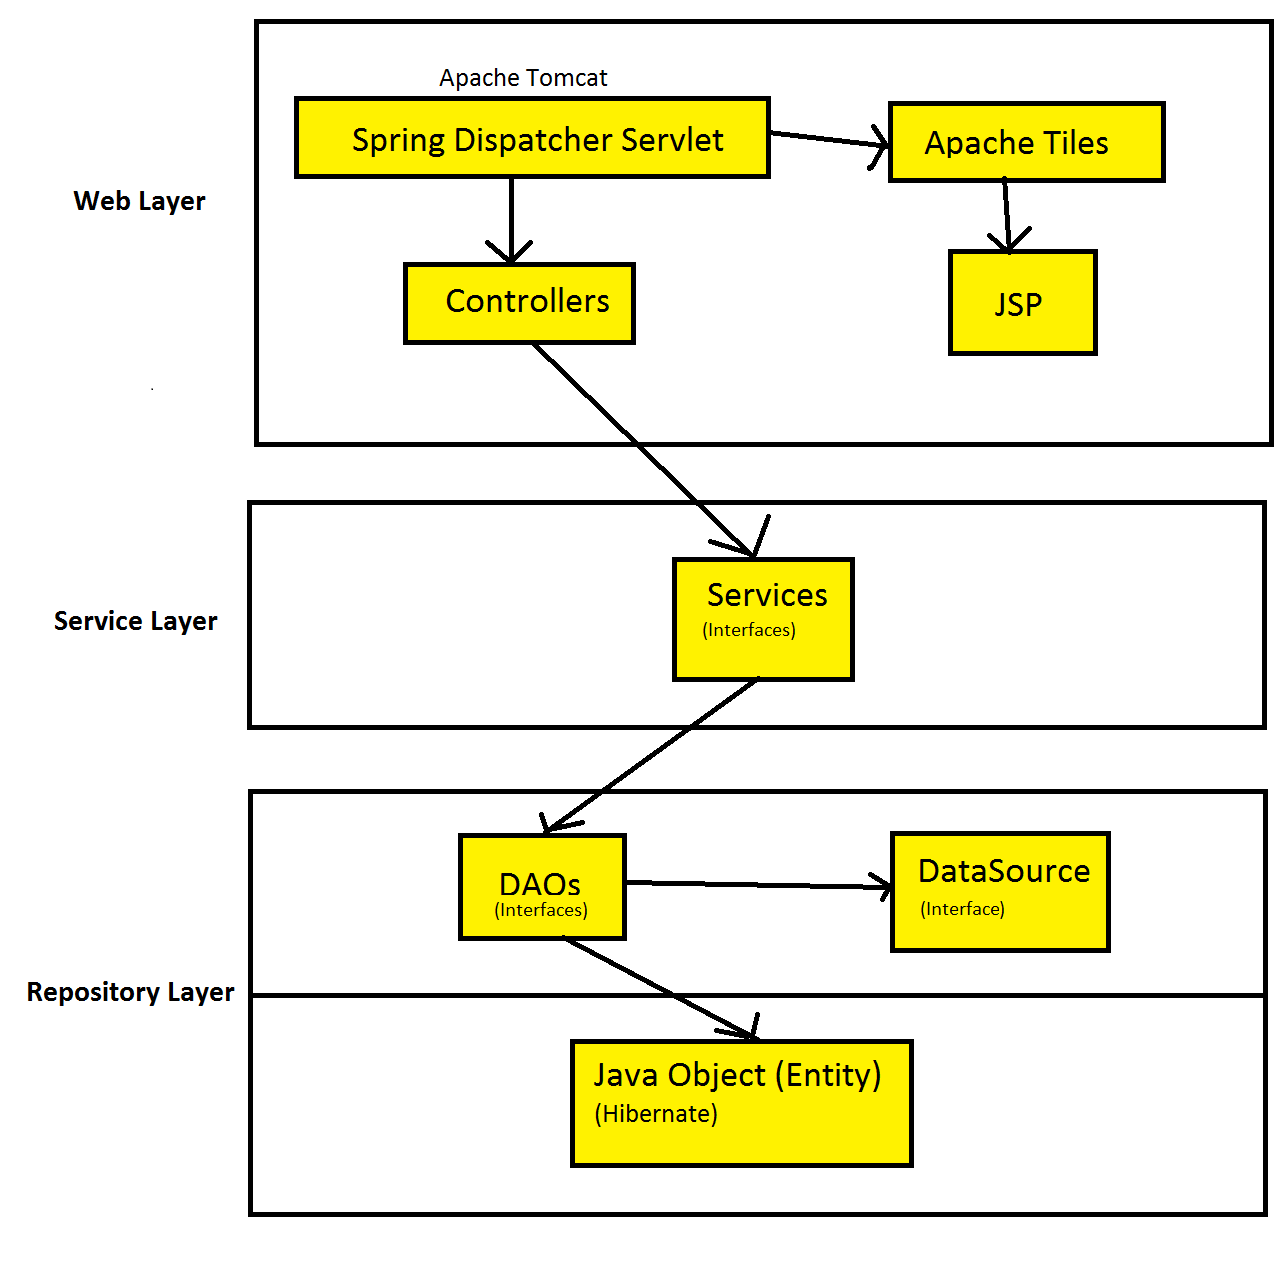 Apache Tomcat
Spring Dispatcher Servlet
Apache Tiles
Web Layer
Controllers
JSP
Services
(Interfaces)
Service Layer
DAOs
(Interfaces)
DataSource
(Interface)
Repository Layer
Java Object (Entity)
(Hibernate)